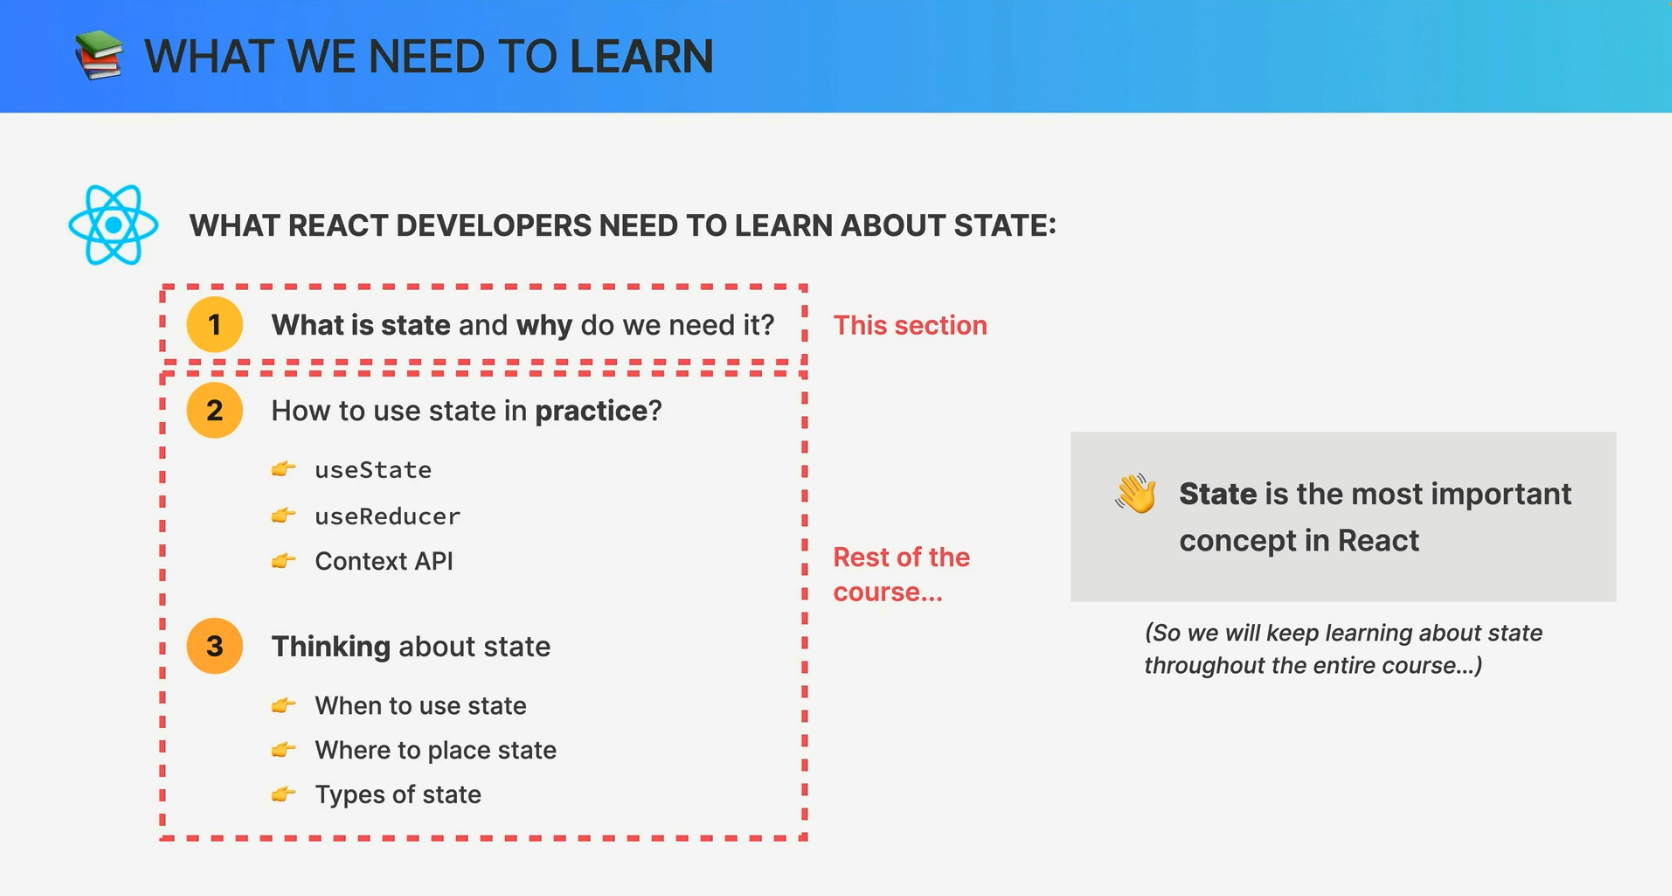 WHAT WE NEED TO LEARN
WHAT REACT DEVELOPERS NEED TO LEARN ABOUT STATE:
1 What is state and why do we need it?
This section
2 How to use state in practice?
useState
useReducer
Context API
Rest of the
course...
3 Thinking about state
When to use state
Where to place state
Types of state
State is the most important
concept in React
(So we will keep learning about state
throughout the entire course...)